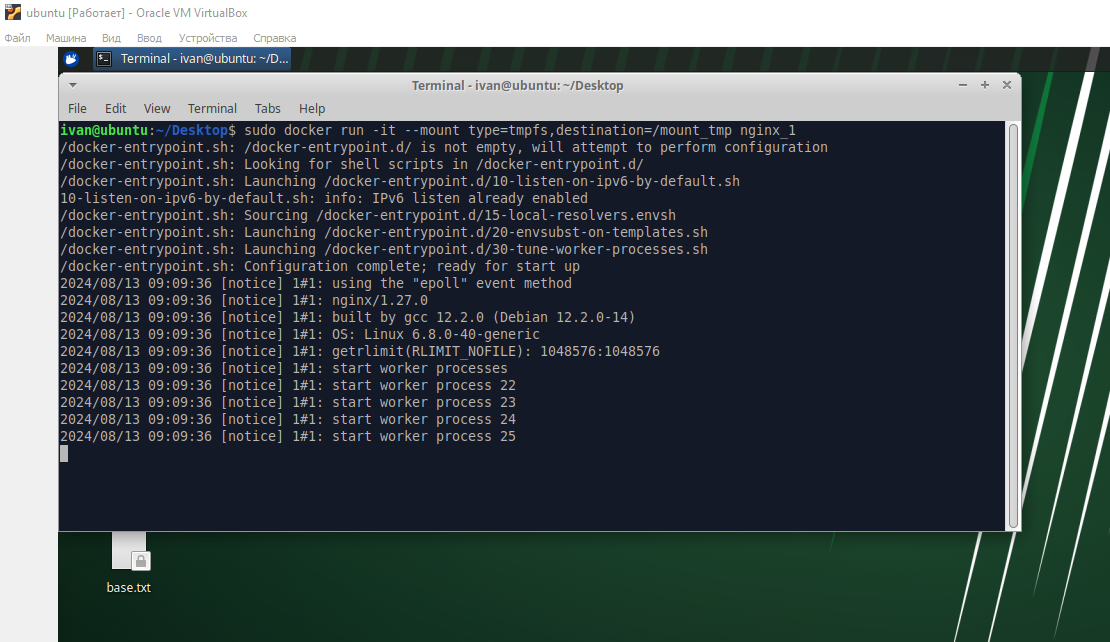 ubuntu [Работает] - Oracle VM VirtualBox
Файл Машина Вид Ввод Устройства Справка
Terminal - ivan@ubuntu: ~/D...
Terminal - ivan@ubuntu: ~/Desktop
File Edit View Terminal Tabs Help
ivan@ubuntu:~/Desktop$ sudo docker run -it --mount type=tmpfs,destination=/mount_tmp nginx_1
/docker-entrypoint.sh: /docker-entrypoint.d/ is not empty, will attempt to perform configuration
/docker-entrypoint.sh: Looking for shell scripts in /docker-entrypoint.d/
/docker-entrypoint.sh: Launching /docker-entrypoint.d/10-listen-on-ipv6-by-default.sh
10-listen-on-ipv6-by-default.sh: info: IPv6 listen already enabled
/docker-entrypoint.sh: Sourcing /docker-entrypoint.d/15-local-resolvers.envsh
/docker-entrypoint.sh: Launching /docker-entrypoint.d/20-envsubst-on-templates.sh
/docker-entrypoint.sh: Launching /docker-entrypoint.d/30-tune-worker-processes.sh
/docker-entrypoint.sh: Configuration complete; ready for start up
2024/08/13 09:09:36 [notice] 1#1: using the "epoll" event method
2024/08/13 09:09:36 [notice] 1#1: nginx/1.27.0
2024/08/13 09:09:36 [notice] 1#1: built by gcc 12.2.0 (Debian 12.2.0-14)
2024/08/13 09:09:36 [notice] 1#1: OS: Linux 6.8.0-40-generic
2024/08/13 09:09:36 [notice] 1#1: getrlimit(RLIMIT_NOFILE): 1048576:1048576
2024/08/13 09:09:36 [notice] 1#1: start worker processes
2024/08/13 09:09:36 [notice] 1#1: start worker process 22
2024/08/13 09:09:36 [notice] 1#1: start worker process 23
2024/08/13 09:09:36 [notice] 1#1: start worker process 24
2024/08/13 09:09:36 [notice] 1#1: start worker process 25
base.txt